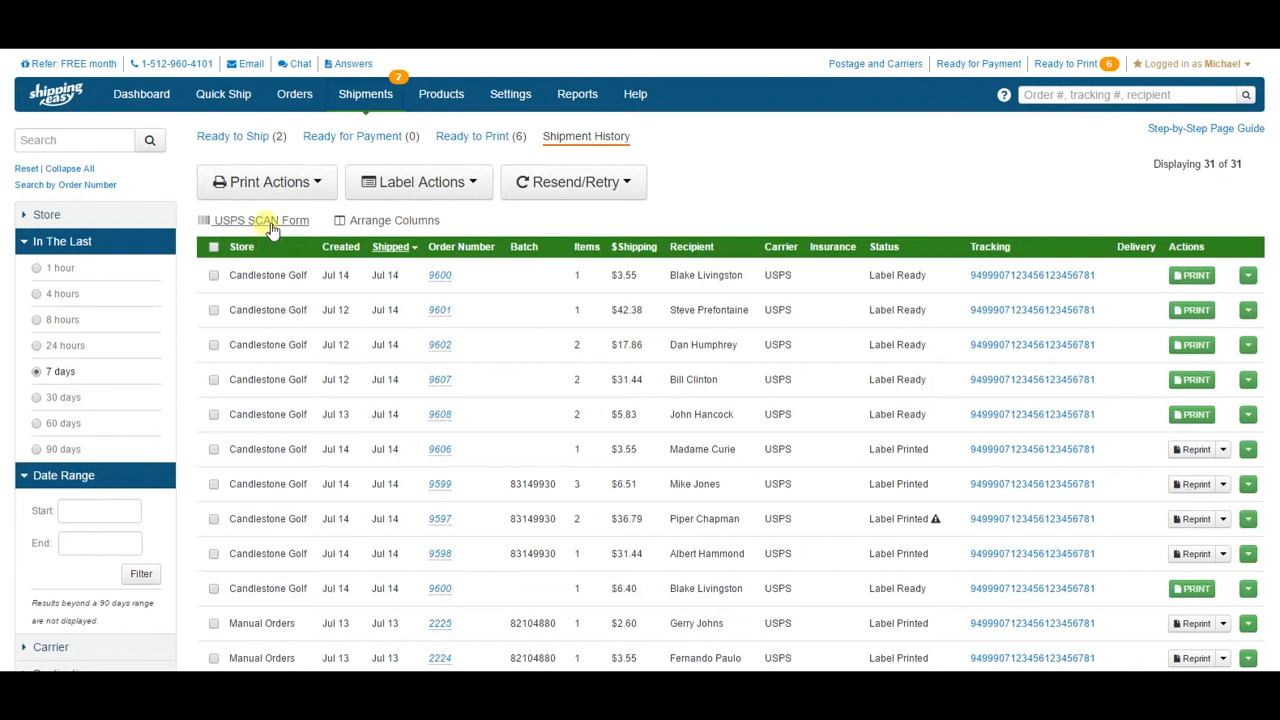 Refer: FREE month 1-512-960-4101 Email Chat Answers Postage and Carriers Ready for Payment Ready to Print 6 Logged in as Michael
2
shipping easy Dashboard Quick Ship Orders Shipments Products Settings Reports Help ? Order #, tracking #, recipient
Search
Reset | Collapse All
Search by Order Number
Store
In The Last
1 hour
4 hours
8 hours
24 hours
7 days
30 days
60 days
90 days
Date Range
Start:
End:
Filter
Results beyond a 90 days range
are not displayed.
Carrier
Ready to Ship (2) Ready for Payment (0) Ready to Print (6) Shipment History
Step-by-Step Page Guide
Displaying 31 of 31
Print Actions Label Actions Resend/Retry
USPS SCAN Form Arrange Columns
Store Created Shipped Order Number Batch Items $Shipping Recipient Carrier Insurance Status Tracking Delivery Actions
Candlestone Golf Jul 14 Jul 14 9600 1 $3.55 Blake Livingston USPS Label Ready 9499907123456123456781 PRINT
Candlestone Golf Jul 12 Jul 14 9601 1 $42.38 Steve Prefontaine USPS Label Ready 9499907123456123456781 PRINT
Candlestone Golf Jul 12 Jul 14 9602 2 $17.86 Dan Humphrey USPS Label Ready 9499907123456123456781 PRINT
Candlestone Golf Jul 12 Jul 14 9607 2 $31.44 Bill Clinton USPS Label Ready 9499907123456123456781 PRINT
Candlestone Golf Jul 13 Jul 14 9608 2 $5.83 John Hancock USPS Label Ready 9499907123456123456781 PRINT
Candlestone Golf Jul 14 Jul 14 9606 1 $3.55 Madame Curie USPS Label Printed 9499907123456123456781 Reprint
Candlestone Golf Jul 14 Jul 14 9599 83149930 3 $6.51 Mike Jones USPS Label Printed 9499907123456123456781 Reprint
Candlestone Golf Jul 14 Jul 14 9597 83149930 2 $36.79 Piper Chapman USPS Label Printed 9499907123456123456781 Reprint
Candlestone Golf Jul 14 Jul 14 9598 83149930 1 $31.44 Albert Hammond USPS Label Printed 9499907123456123456781 Reprint
Candlestone Golf Jul 14 Jul 14 9600 1 $6.40 Blake Livingston USPS Label Printed 9499907123456123456781 PRINT
Manual Orders Jul 13 Jul 13 2225 82104880 1 $2.60 Gerry Johns USPS Label Printed 9499907123456123456781 Reprint
Manual Orders Jul 13 Jul 13 2224 82104880 1 $3.55 Fernando Paulo USPS Label Printed 9499907123456123456781 Reprint